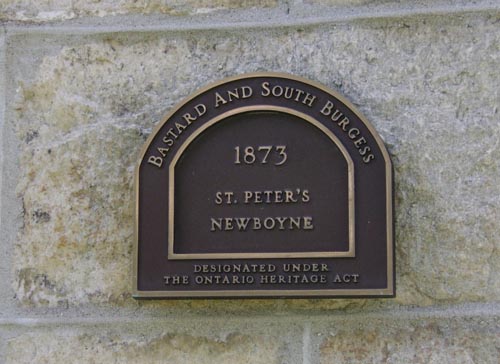 BASTARD AND SOUTH BURGESS
1873
ST. PETER'S
NEWBOYNE
DESIGNATED UNDER
THE ONTARIO HERITAGE ACT